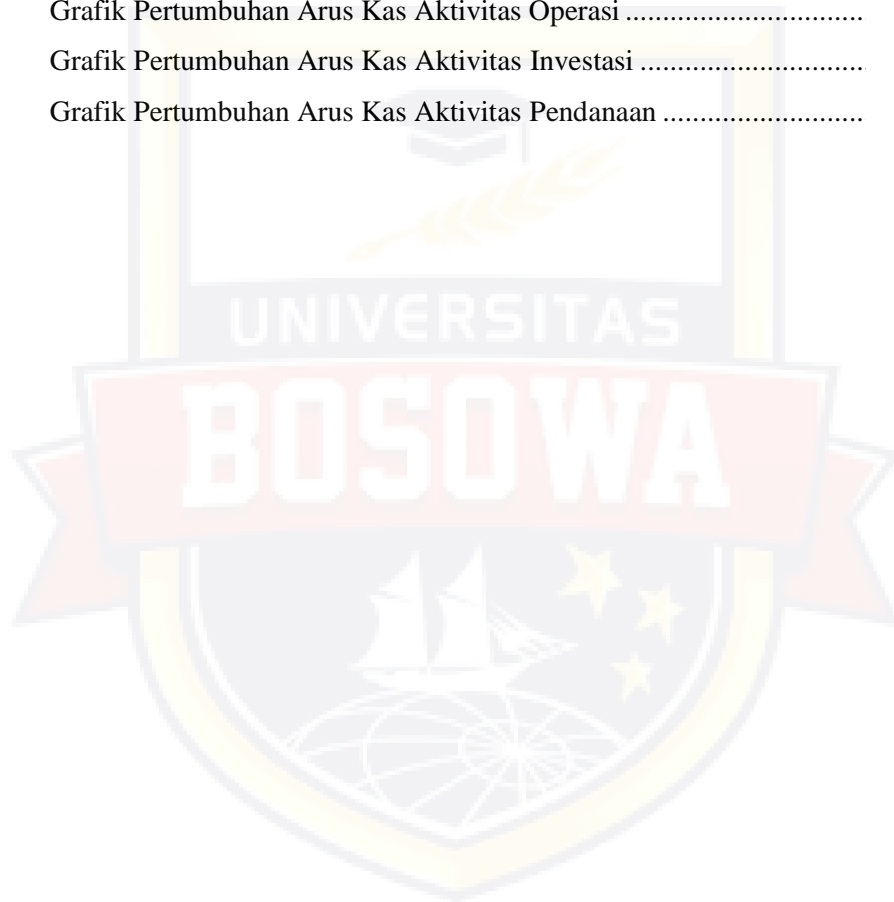 Grafik Pertumbuhan Arus Kas Aktivitas Operasi ................................
Grafik Pertumbuhan Arus Kas Aktivitas Investasi ..............................
Grafik Pertumbuhan Arus Kas Aktivitas Pendanaan ...........................
UNIVERSITAS
BOSOWA